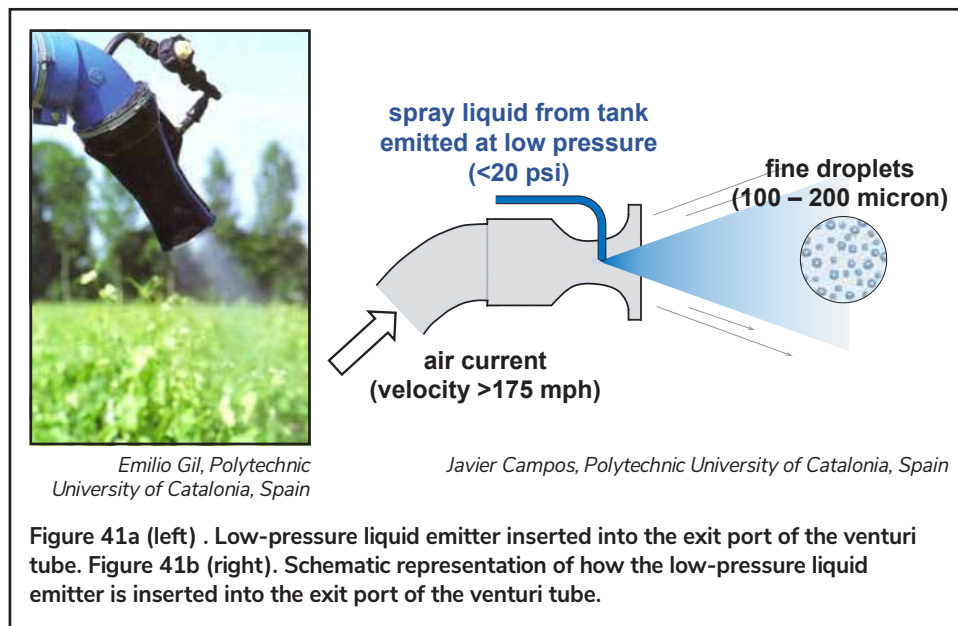 spray liquid from tank
emitted at low pressure
(<20 psi)
fine droplets
(100 – 200 micron)
air current
(velocity >175 mph)
Emilio Gil, Polytechnic
University of Catalonia, Spain
Javier Campos, Polytechnic University of Catalonia, Spain
Figure 41a (left) . Low-pressure liquid emitter inserted into the exit port of the venturi
tube. Figure 41b (right). Schematic representation of how the low-pressure liquid
emitter is inserted into the exit port of the venturi tube.